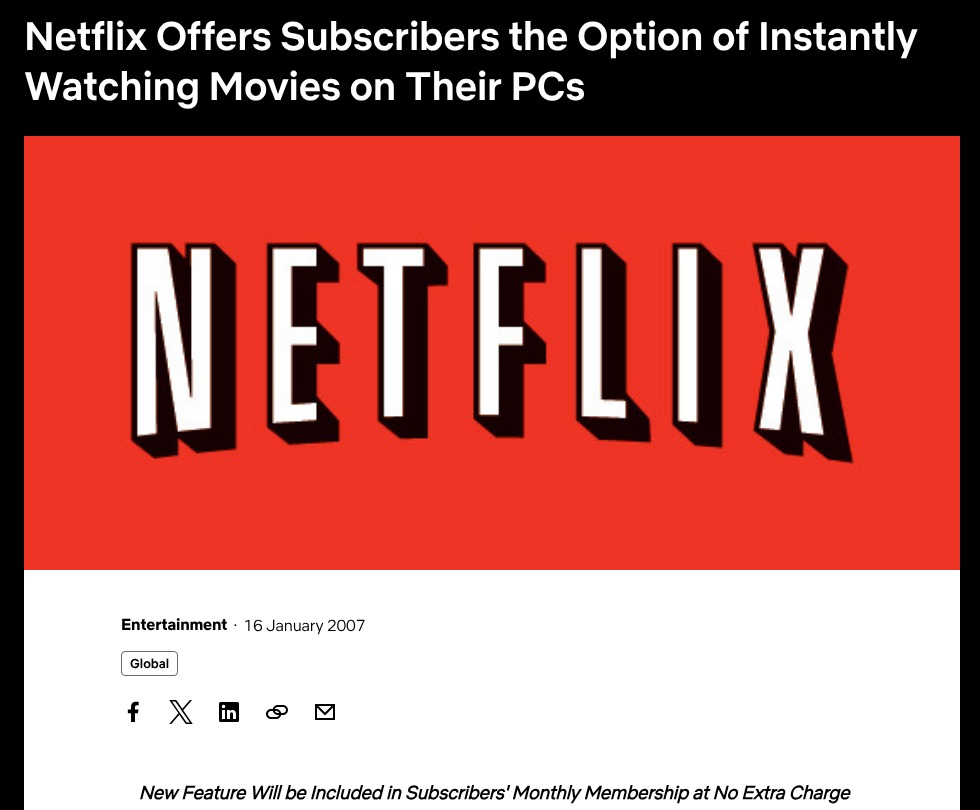 Netflix Offers Subscribers the Option of Instantly
Watching Movies on Their PCs
NETFLIX
Entertainment · 16 January 2007
Global
New Feature Will be Included in Subscribers' Monthly Membership at No Extra Charge